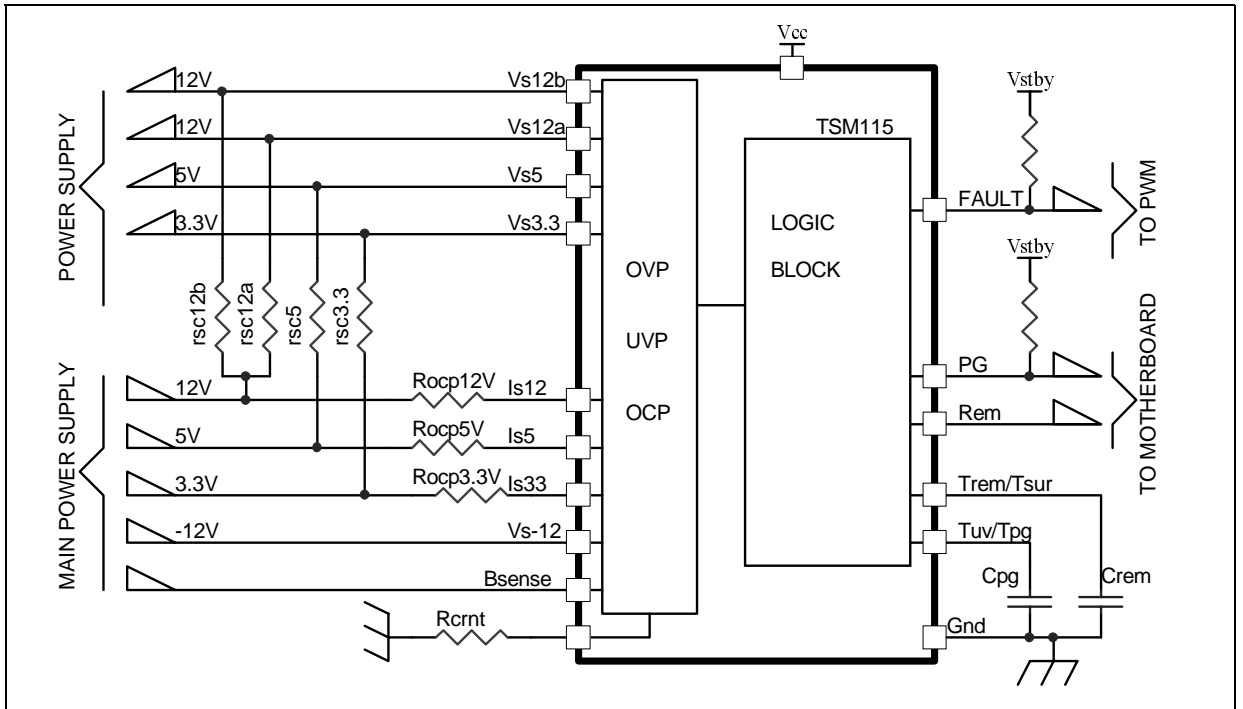 Vcc
12V Vs12b
Vstby
12V Vs12a
TSM115
5V Vs5
FAULT
3.3V Vs3.3
POWER SUPPLY
TO PWM
LOGIC
BLOCK
Vstby
OVP
UVP
OCP
rsc12b
rsc12a
rsc5
rsc3.3
PG
Rem
TO MOTHERBOARD
12V Rocp12V Is12
5V Rocp5V Is5
3.3V Rocp3.3V Is33
-12V Vs-12
Bsense
MAIN POWER SUPPLY
Trem/Tsur
Tuv/Tpg
Cpg
Crem
Rcrnt
Gnd